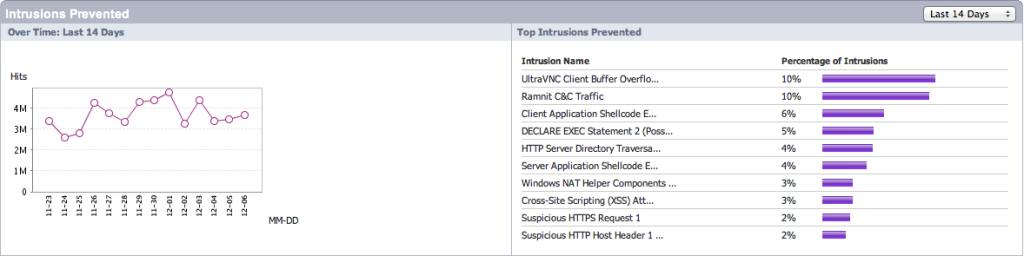 Intrusions Prevented
Last 14 Days
Over Time: Last 14 Days
Top Intrusions Prevented
Hits
4M
3M
2M
1M
0
11-23
11-24
11-25
11-26
11-27
11-28
11-29
11-30
12-01
12-02
12-03
12-04
12-05
12-06
MM-DD
Intrusion Name Percentage of Intrusions
UltraVNC Client Buffer Overflo... 10%
Ramnit C&C Traffic 10%
Client Application Shellcode E... 6%
DECLARE EXEC Statement 2 (Poss... 5%
HTTP Server Directory Traversa... 4%
Server Application Shellcode E... 4%
Windows NAT Helper Components ... 3%
Cross-Site Scripting (XSS) Att... 3%
Suspicious HTTPS Request 1 2%
Suspicious HTTP Host Header 1 ... 2%